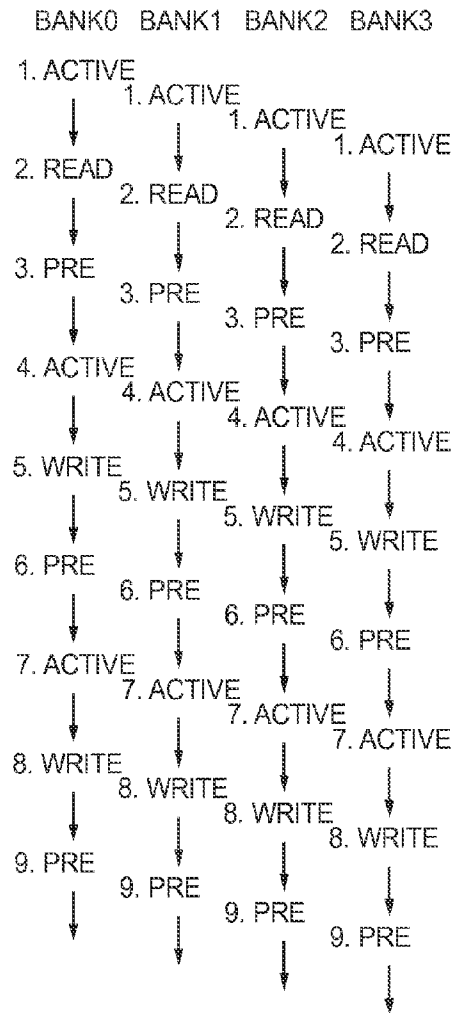 BANK0 BANK1 BANK2 BANK3
1. ACTIVE
1. ACTIVE
1. ACTIVE
1. ACTIVE
2. READ
2. READ
2. READ
2. READ
3. PRE
3. PRE
3. PRE
3. PRE
4. ACTIVE
4. ACTIVE
4. ACTIVE
4. ACTIVE
5. WRITE
5. WRITE
5. WRITE
5. WRITE
6. PRE
6. PRE
6. PRE
6. PRE
7. ACTIVE
7. ACTIVE
7. ACTIVE
7. ACTIVE
8. WRITE
8. WRITE
8. WRITE
8. WRITE
9. PRE
9. PRE
9. PRE
9. PRE